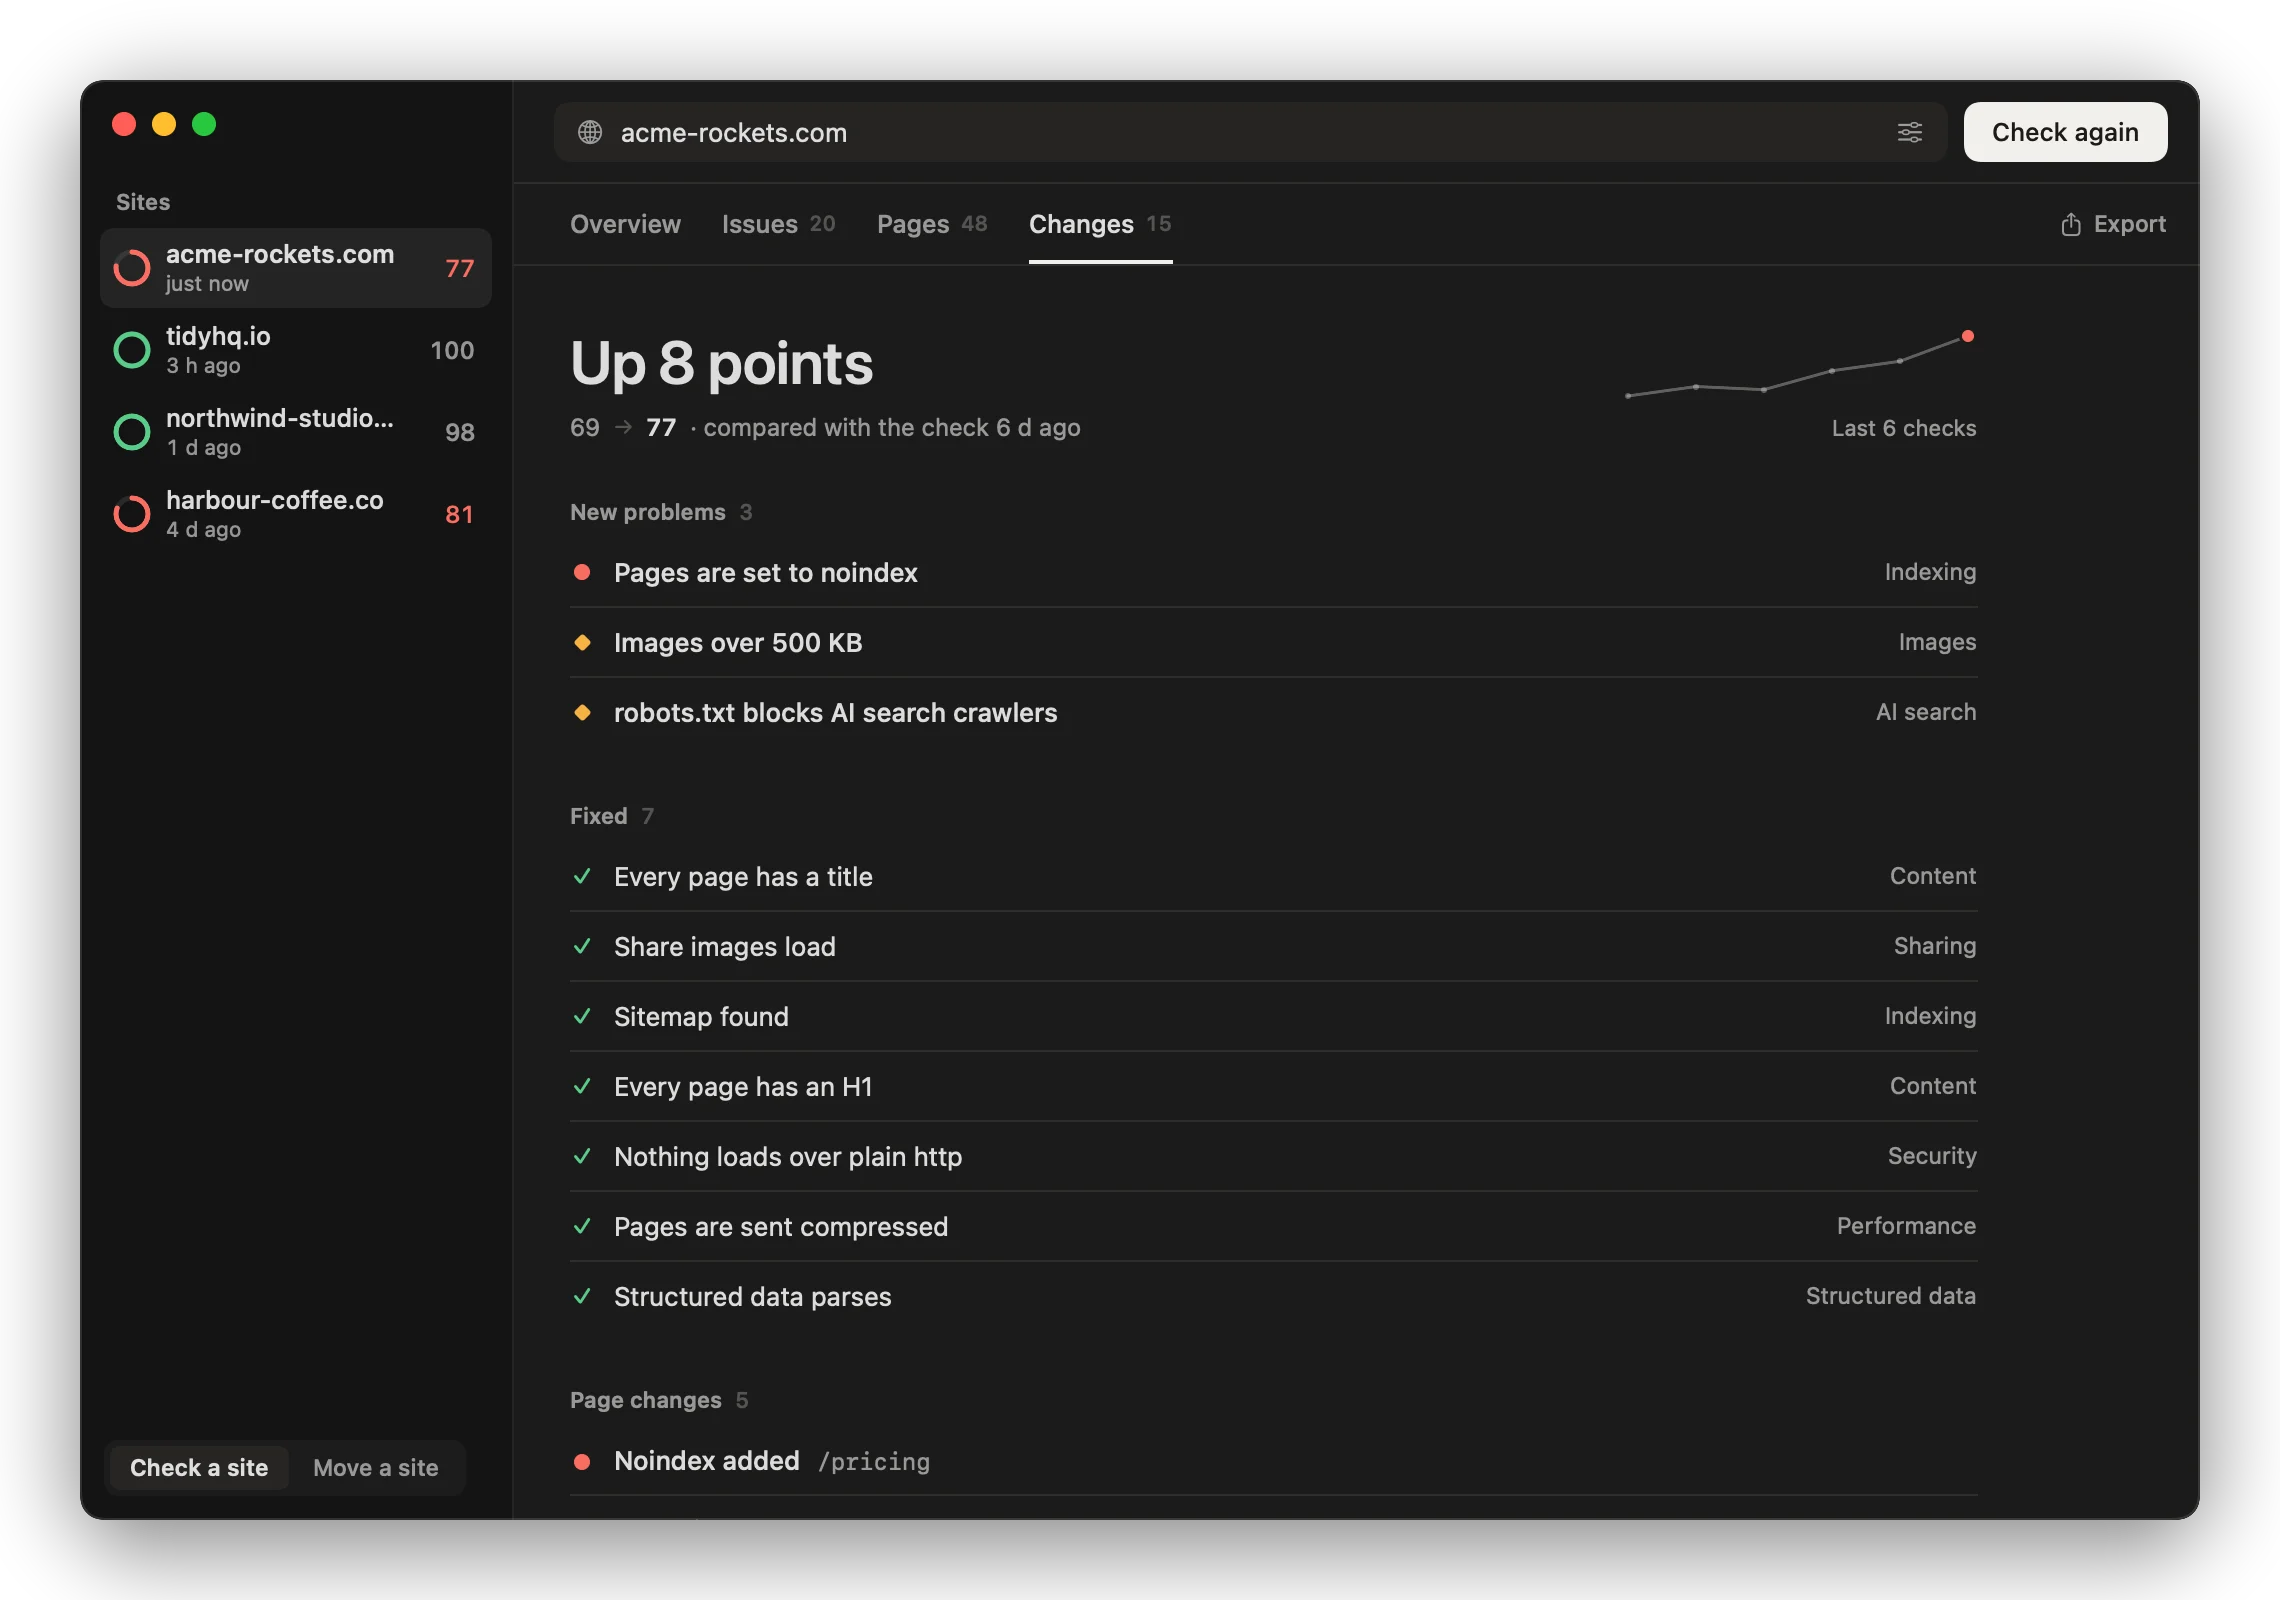 Sites
acme-rockets.com
just now
77
tidyhq.io
3 h ago
100
northwind-studio...
1 d ago
98
harbour-coffee.co
4 d ago
81
Check a site
Move a site
acme-rockets.com
Check again
Overview
Issues 20
Pages 48
Changes 15
Export
Up 8 points
69 → 77 · compared with the check 6 d ago
Last 6 checks
New problems 3
Pages are set to noindex
Indexing
Images over 500 KB
Images
robots.txt blocks AI search crawlers
AI search
Fixed 7
Every page has a title
Content
Share images load
Sharing
Sitemap found
Indexing
Every page has an H1
Content
Nothing loads over plain http
Security
Pages are sent compressed
Performance
Structured data parses
Structured data
Page changes 5
Noindex added /pricing